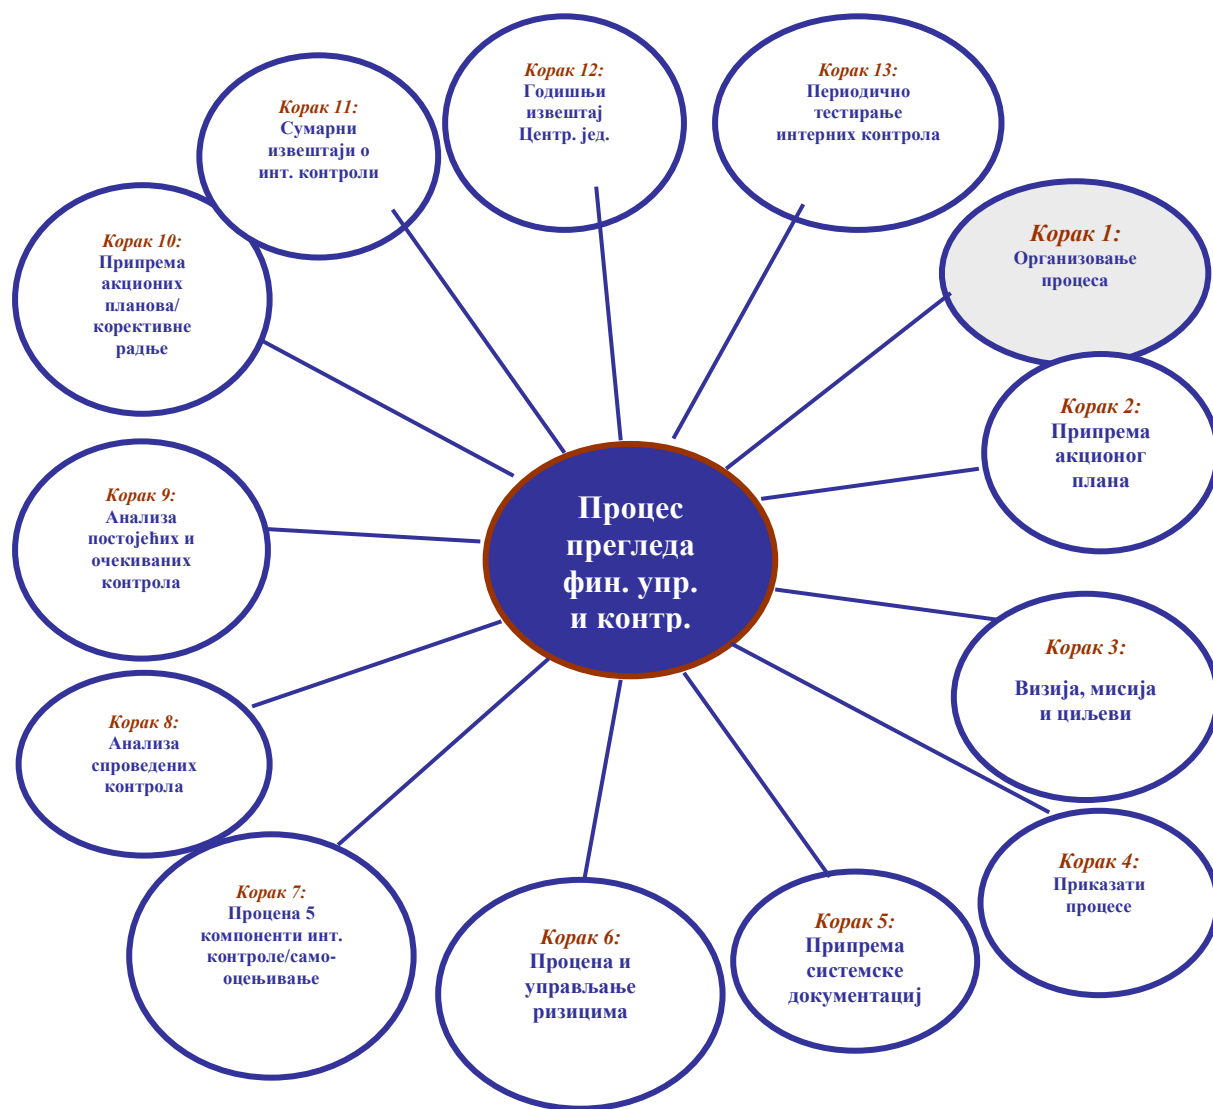 Корак 12:
Годишњи
извештај
Центр. јед.
Корак 13:
Периодично
тестирање
интерних контрола
Корак 11:
Сумарни
извештаји о
инт. контроли
Корак 1:
Организовање
процеса
Корак 10:
Припрема
акционих
планова/
корективне
радње
Корак 2:
Припрема
акционог
плана
Корак 9:
Анализа
постојећих и
очекиваних
контрола
Процес
прегледа
фин. упр.
и контр.
Корак 3:
Визија, мисија
и циљеви
Корак 8:
Анализа
спроведених
контрола
Корак 4:
Приказати
процесе
Корак 7:
Процена 5
компоненти инт.
контроле/само-
оцењивање
Корак 6:
Процена и
управљање
ризицима
Корак 5:
Припрема
системске
документациј